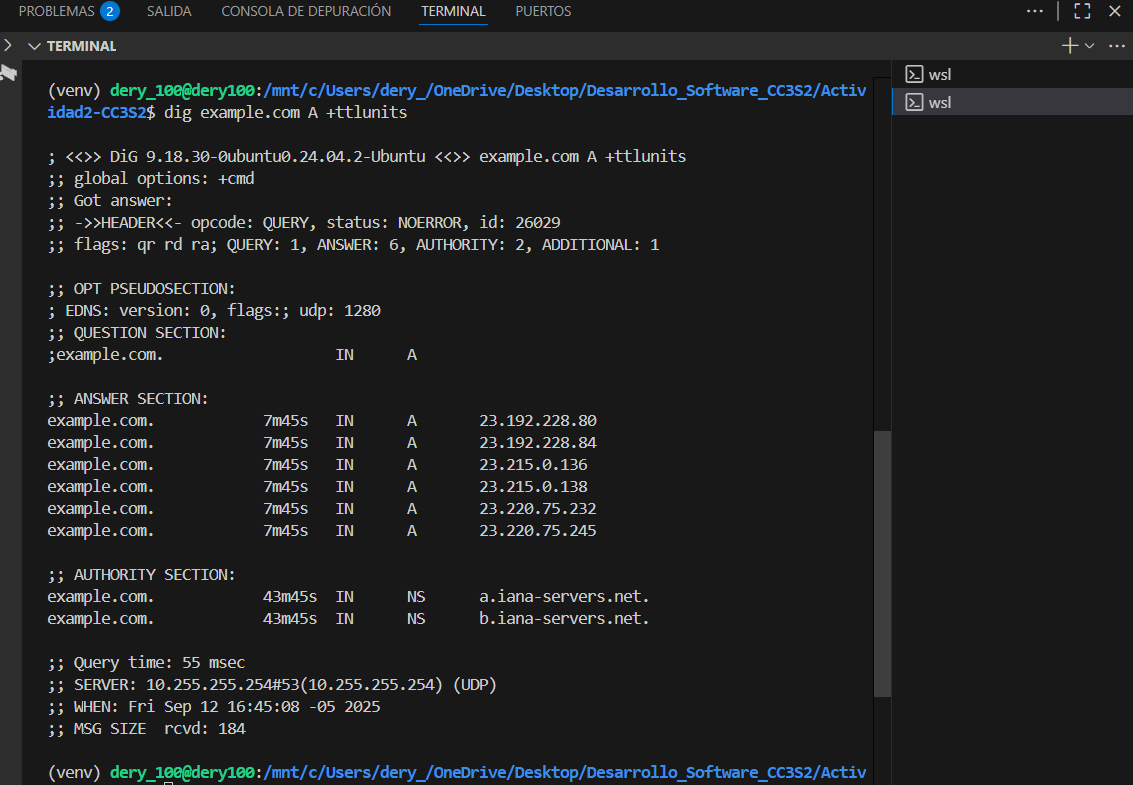 PROBLEMAS 2 SALIDA CONSOLA DE DEPURACIÓN TERMINAL PUERTOS
TERMINAL
wsl
wsl
(venv) dery_100@dery100:/mnt/c/Users/dery_/OneDrive/Desktop/Desarrollo_Software_CC3S2/Activ
idad2-CC3S2$ dig example.com A +ttlunits
; <<>> DiG 9.18.30-0ubuntu0.24.04.2-Ubuntu <<>> example.com A +ttlunits
;; global options: +cmd
;; Got answer:
;; ->>HEADER<<- opcode: QUERY, status: NOERROR, id: 26029
;; flags: qr rd ra; QUERY: 1, ANSWER: 6, AUTHORITY: 2, ADDITIONAL: 1
;; OPT PSEUDOSECTION:
; EDNS: version: 0, flags:; udp: 1280
;; QUESTION SECTION:
;example.com. IN A
;; ANSWER SECTION:
example.com. 7m45s IN A 23.192.228.80
example.com. 7m45s IN A 23.192.228.84
example.com. 7m45s IN A 23.215.0.136
example.com. 7m45s IN A 23.215.0.138
example.com. 7m45s IN A 23.220.75.232
example.com. 7m45s IN A 23.220.75.245
;; AUTHORITY SECTION:
example.com. 43m45s IN NS a.iana-servers.net.
example.com. 43m45s IN NS b.iana-servers.net.
;; Query time: 55 msec
;; SERVER: 10.255.255.254#53(10.255.255.254) (UDP)
;; WHEN: Fri Sep 12 16:45:08 -05 2025
;; MSG SIZE rcvd: 184
(venv) dery_100@dery100:/mnt/c/Users/dery_/OneDrive/Desktop/Desarrollo_Software_CC3S2/Activ